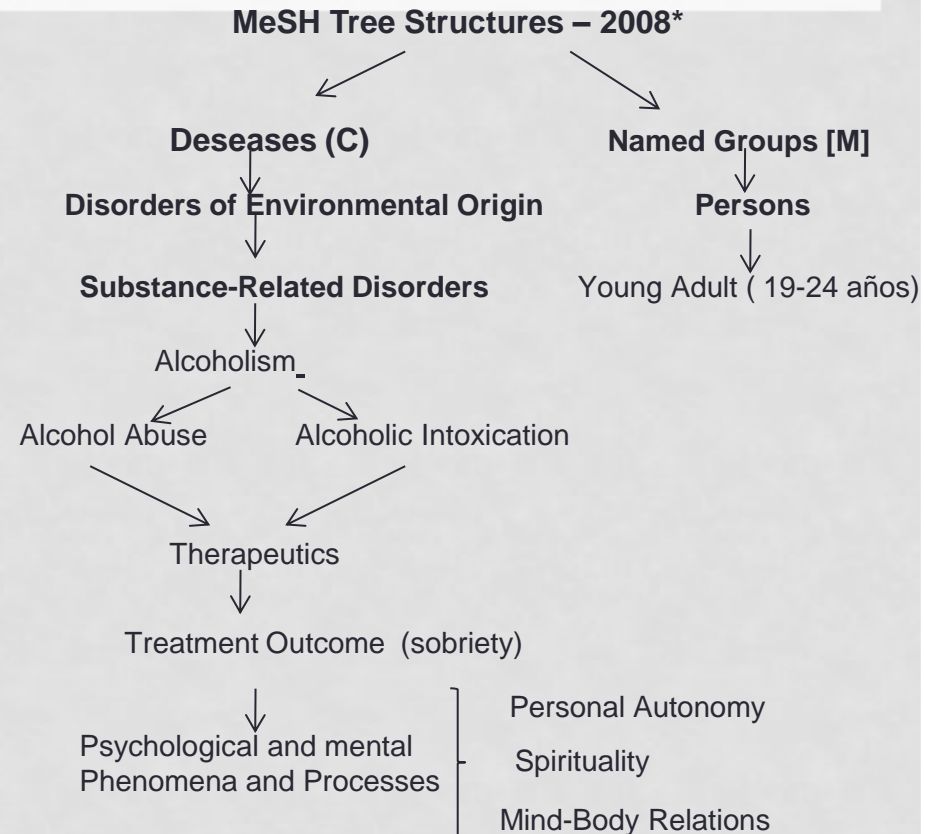 MeSH Tree Structures – 2008*
Deseases (C)
Named Groups [M]
Disorders of Environmental Origin
Persons
Substance-Related Disorders
Young Adult ( 19-24 años)
Alcoholism
Alcohol Abuse
Alcoholic Intoxication
Therapeutics
Treatment Outcome (sobriety)
Psychological and mental
Phenomena and Processes
Personal Autonomy
Spirituality
Mind-Body Relations